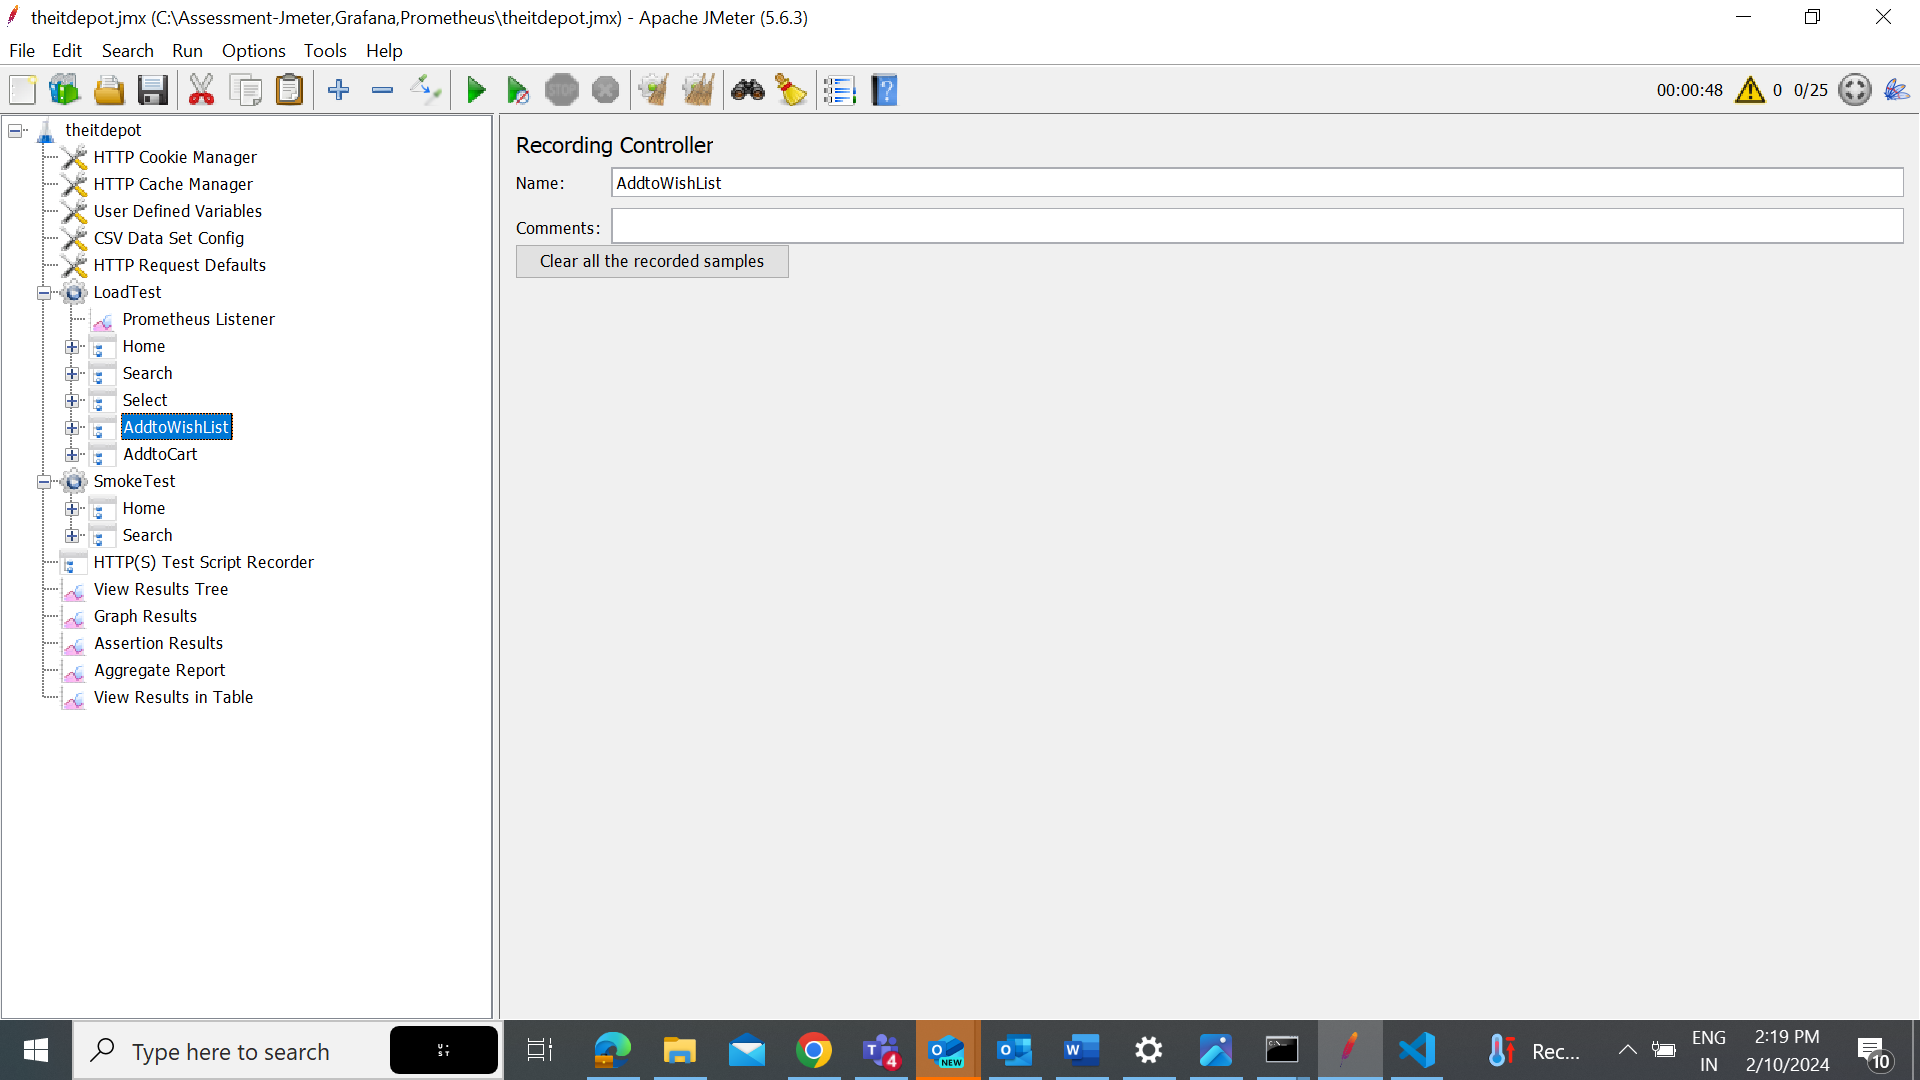 theitdepot.jmx (C:\Assessment-Jmeter,Grafana,Prometheus\theitdepot.jmx) - Apache JMeter (5.6.3)
File Edit Search Run Options Tools Help
STOP
00:00:48 0 0/25
theitdepot
HTTP Cookie Manager
HTTP Cache Manager
User Defined Variables
CSV Data Set Config
HTTP Request Defaults
LoadTest
Prometheus Listener
Home
Search
Select
AddtoWishList
AddtoCart
SmokeTest
Home
Search
HTTP(S) Test Script Recorder
View Results Tree
Graph Results
Assertion Results
Aggregate Report
View Results in Table
Recording Controller
Name: AddtoWishList
Comments:
Clear all the recorded samples
Type here to search
U ST
4
NEW
Rec...
ENG
IN
2:19 PM
2/10/2024
10